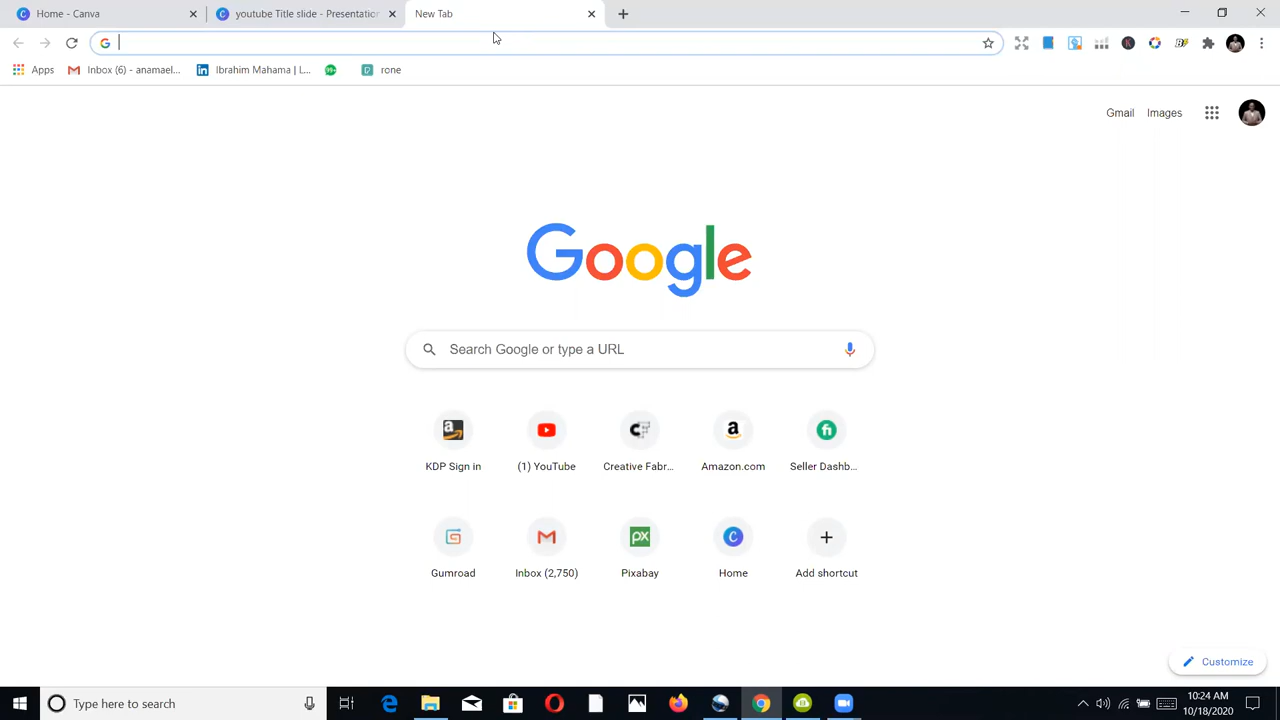 Home - Canva
youtube Title slide - Presentation
New Tab
Apps
Inbox (6) - anamael...
Ibrahim Mahama | L...
99+
rone
Gmail
Images
Google
Search Google or type a URL
KDP Sign in
(1) YouTube
Creative Fabr...
Amazon.com
Seller Dashb...
Gumroad
Inbox (2,750)
Pixabay
Home
Add shortcut
Customize
Type here to search
10:24 AM
10/18/2020